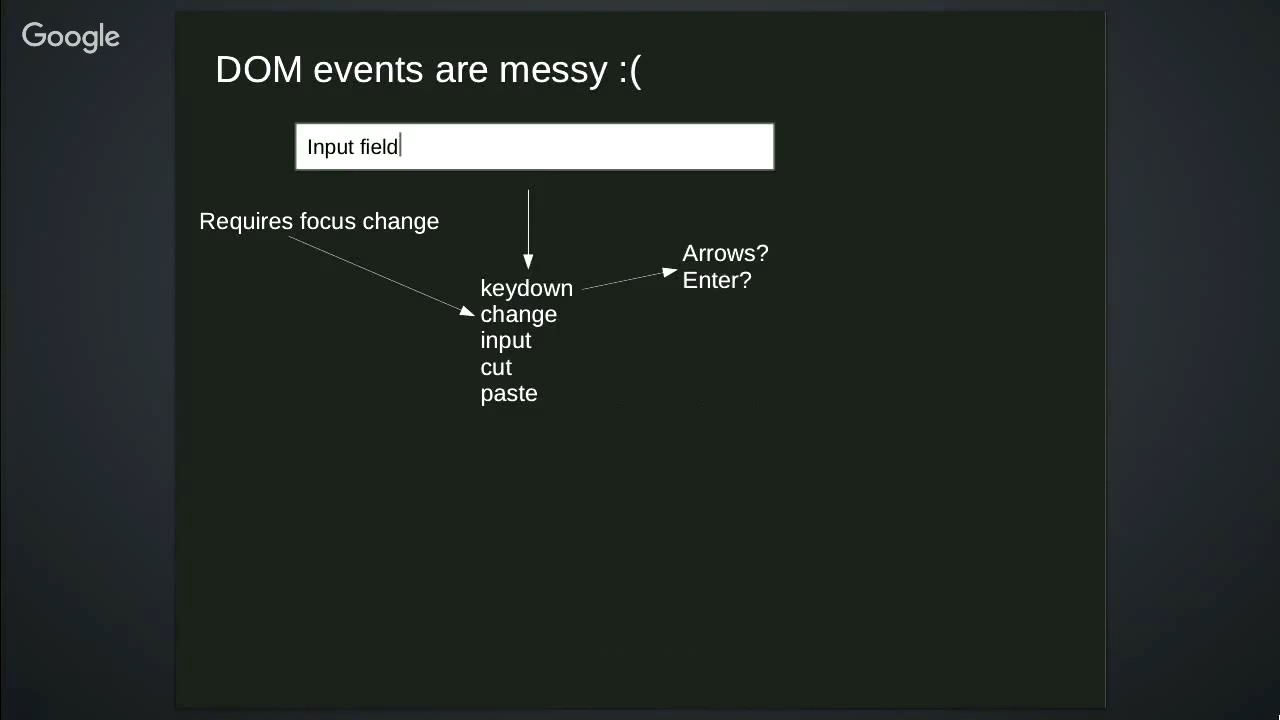 Google
DOM events are messy :(
Input field
Requires focus change
Arrows?
Enter?
keydown
change
input
cut
paste